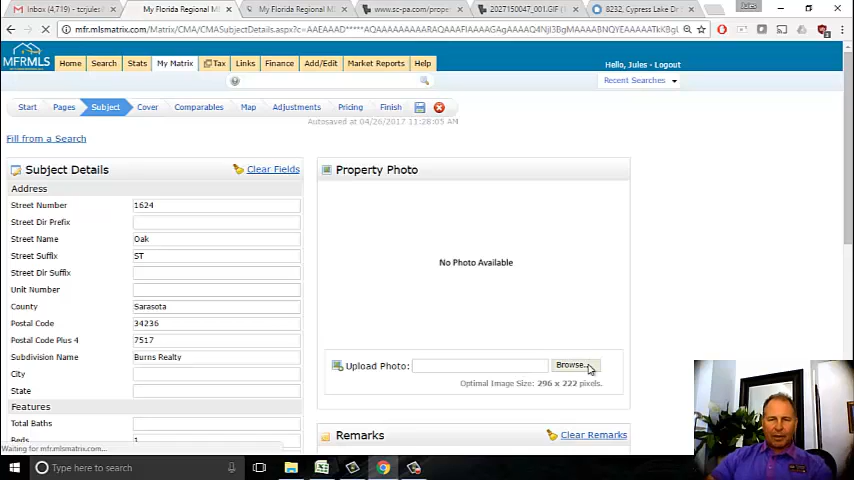 Inbox (4,719) - tcrjules
My Florida Regional MLS
My Florida Regional M
www.sc-pa.com/prope
2027150047_001.GIF (
8232, Cypress Lake Dr
Jules
mfr.mlsmatrix.com/Matrix/CMA/CMASubjectDetails.aspx?c=
MFRMLS
Home Search Stats My Matrix Tax Links Finance Add/Edit Market Reports Help
Hello, Jules - Logout
Recent Searches
Start Pages Subject Cover Comparables Map Adjustments Pricing Finish
Autosaved at 04/26/2017 11:28:05 AM
Fill from a Search
Subject Details Clear Fields
Address
Street Number 1624
Street Dir Prefix
Street Name Oak
Street Suffix ST
Street Dir Suffix
Unit Number
County Sarasota
Postal Code 34236
Postal Code Plus 4 7517
Subdivision Name Burns Realty
City
State
Features
Total Baths
Beds 1
Property Photo
No Photo Available
Upload Photo: Browse...
Optimal Image Size: 296 x 222 pixels.
Remarks Clear Remarks
Waiting for mfr.mlsmatrix.com...
Type here to search